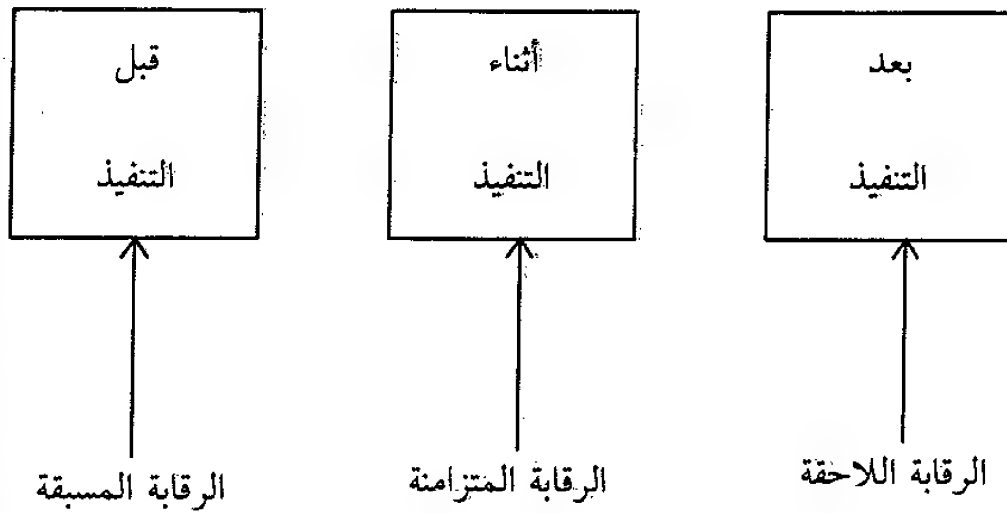 قبل
التنفيذ
أثناء
التنفيذ
بعد
التنفيذ
الرقابة المسبقة
الرقابة المتزامنة
الرقابة اللاحقة